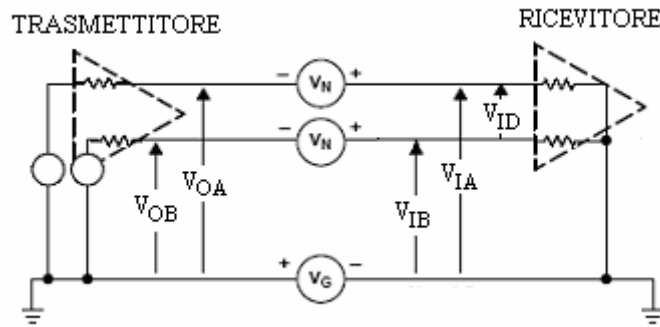 TRASMETTITORE
RICEVITORE
- VN +
VID
- VN +
VOA
VIA
VOB
VIB
+ VG -